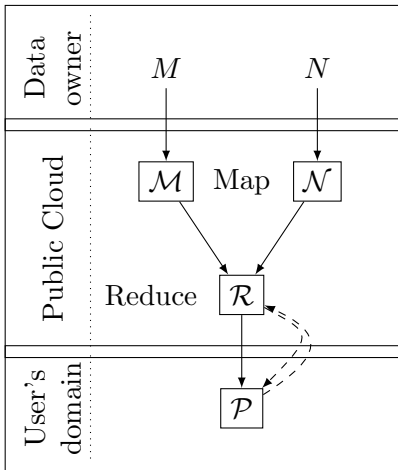 Data
owner
M
N
Public Cloud
ℳ
Map
𝒩
Reduce
ℛ
User's
domain
𝒫